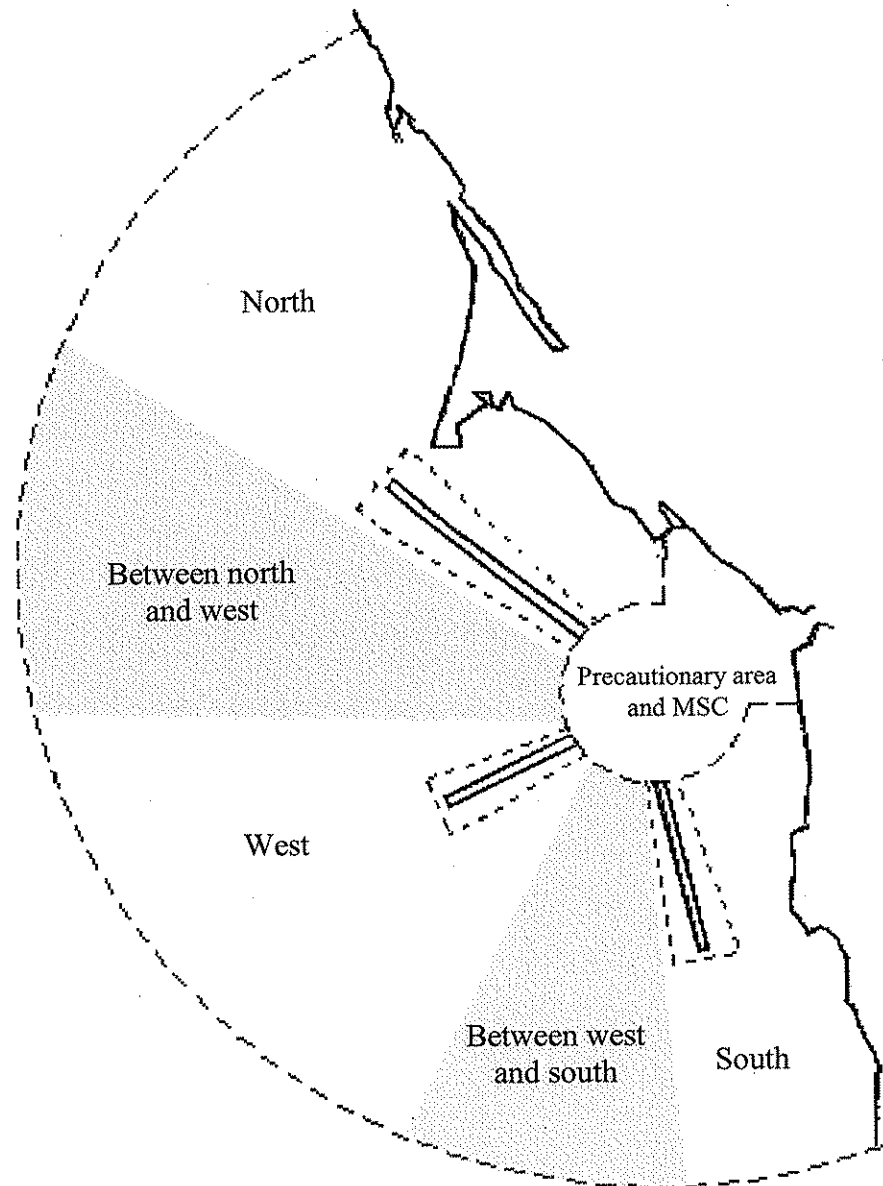 North
Between north
and west
Precautionary area
and MSC
West
Between west
and south
South